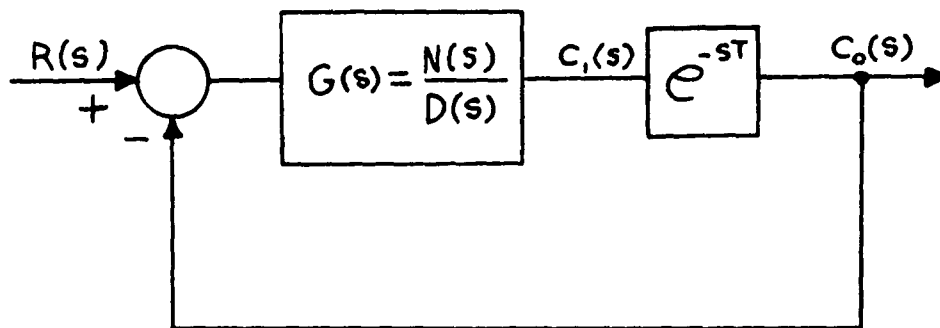 R(s)
+
-
G(s) = N(s)
D(s)
C₁(s)
e^-sT
C₀(s)